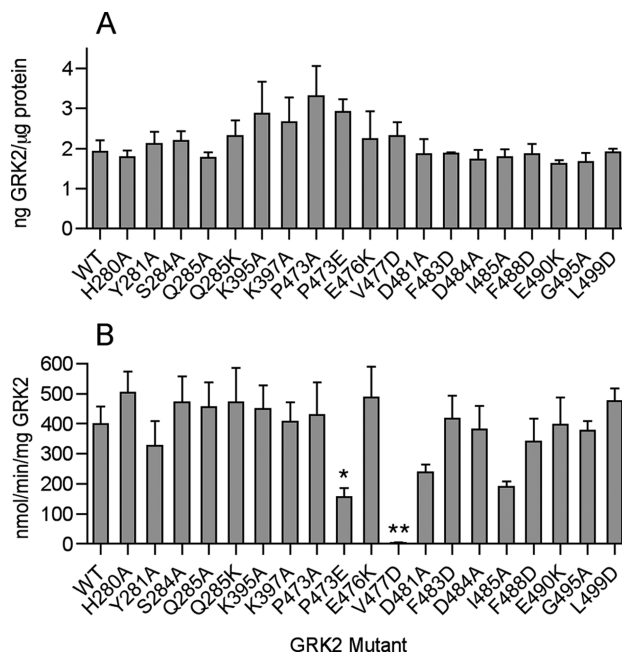 A
ng GRK2/µg protein
4
3
2
1
0
WT H280A Y281A S284A Q285A Q285K K395A K397A P473A P473E E476K V477D D481A F483D D484A I485A F488D E490K G495A L499D
B
nmol/min/mg GRK2
600
500
400
300
200
100
0
*
**
WT H280A Y281A S284A Q285A Q285K K395A K397A P473A P473E E476K V477D D481A F483D D484A I485A F488D E490K G495A L499D
GRK2 Mutant